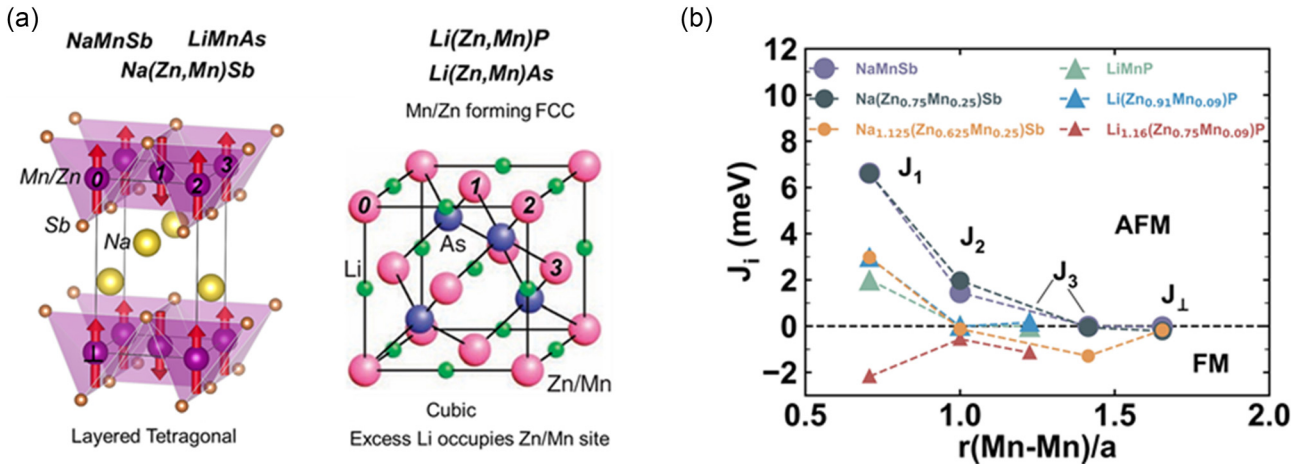 (a)
NaMnSb LiMnAs
Na(Zn,Mn)Sb
Li(Zn,Mn)P
Li(Zn,Mn)As
Mn/Zn forming FCC
Mn/Zn
0
1
2
3
Sb
Na
⊥
Layered Tetragonal
0
1
2
3
As
Li
Zn/Mn
Cubic
Excess Li occupies Zn/Mn site
(b)
NaMnSb
Na(Zn0.75Mn0.25)Sb
Na1.125(Zn0.625Mn0.25)Sb
LiMnP
Li(Zn0.91Mn0.09)P
Li1.16(Zn0.75Mn0.09)P
J1
J2
J3
J⊥
AFM
FM
Ji (meV)
12
10
8
6
4
2
0
−2
0.5 1.0 1.5 2.0
r(Mn-Mn)/a